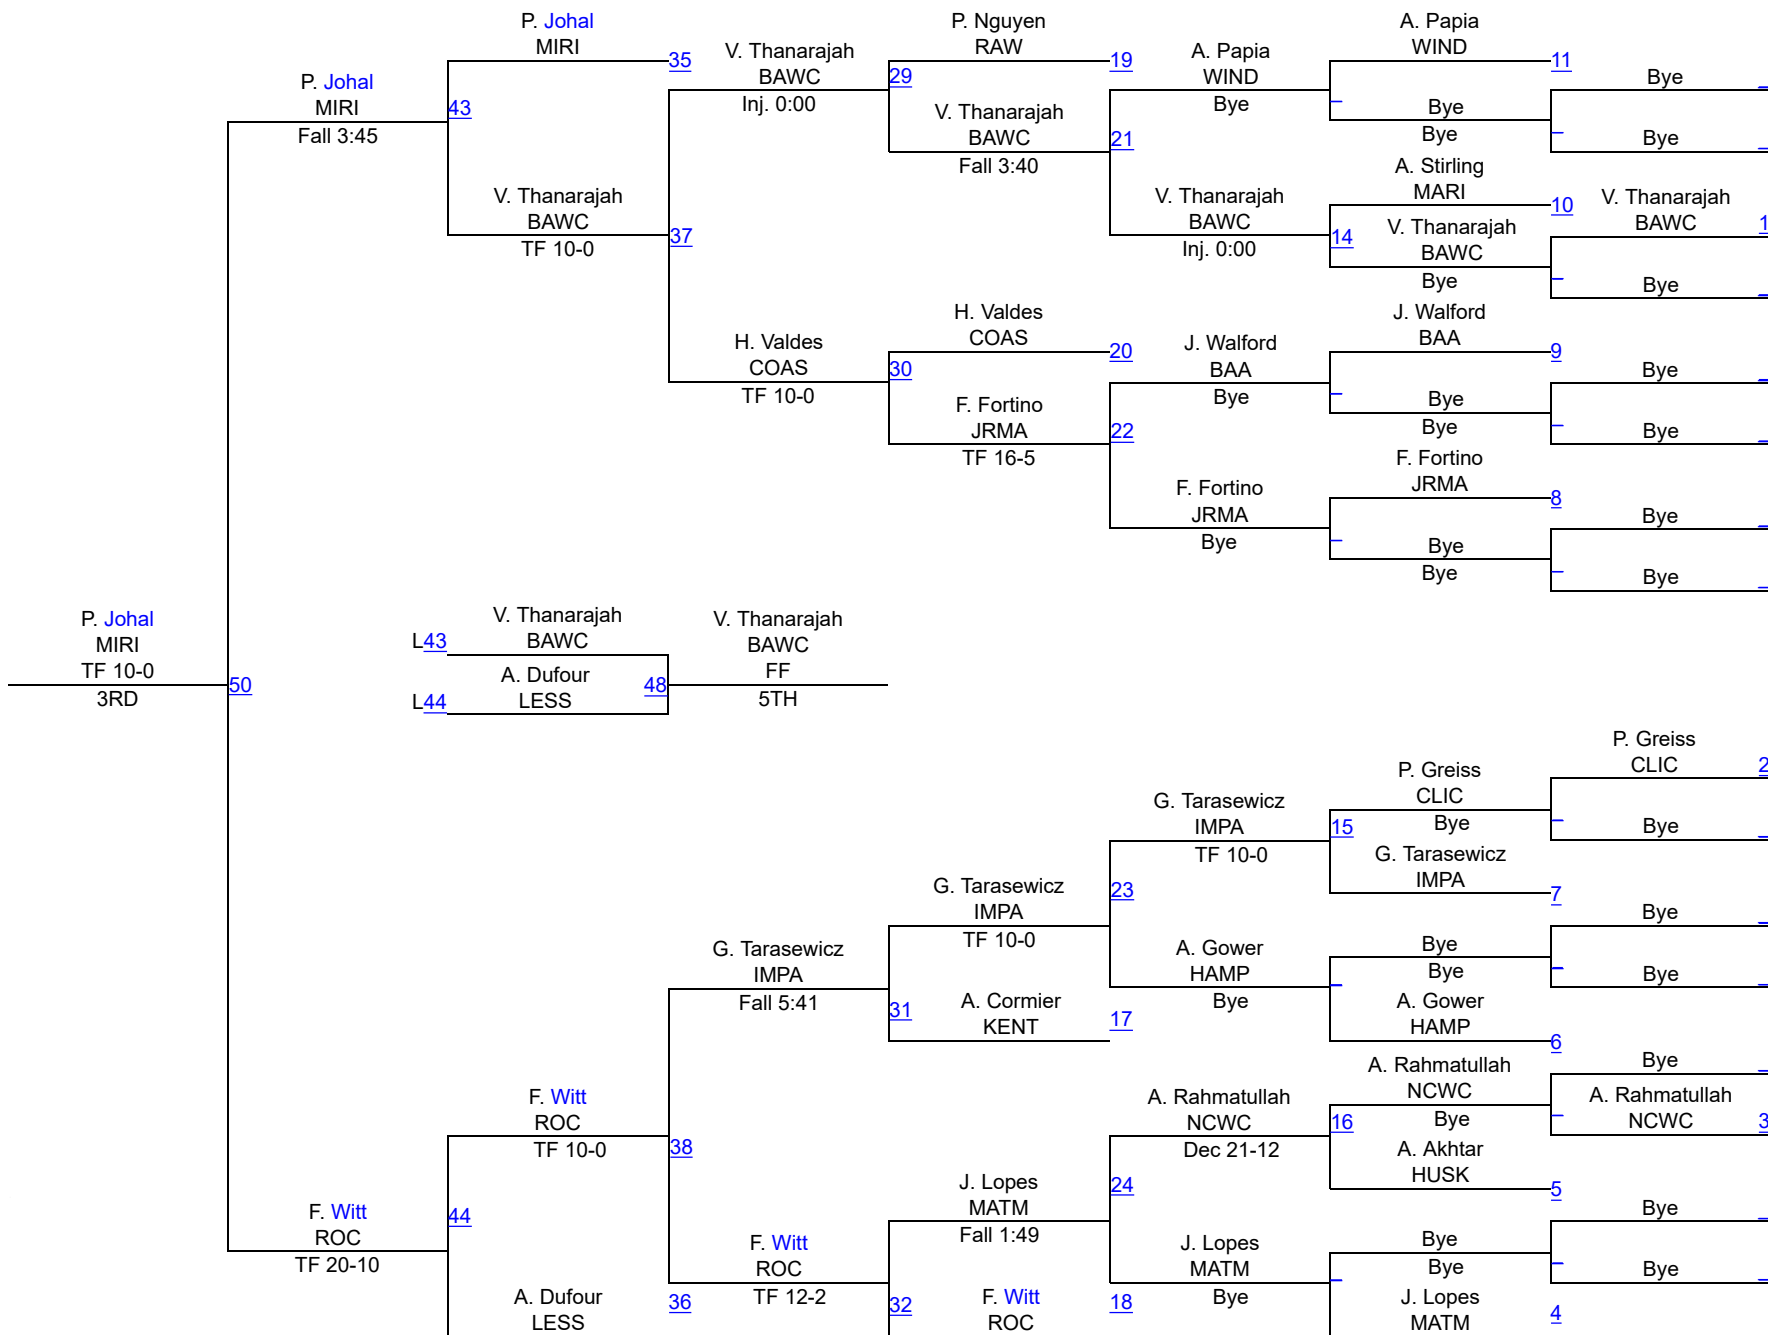 P. Johal
MIRI
35
P. Johal
MIRI
Fall 3:45
43
V. Thanarajah
BAWC
TF 10-0
37
V. Thanarajah
BAWC
Inj. 0:00
29
P. Nguyen
RAW
19
V. Thanarajah
BAWC
Fall 3:40
21
A. Papia
WIND
Bye
A. Papia
WIND
11
Bye
Bye
Bye
Bye
V. Thanarajah
BAWC
Inj. 0:00
14
A. Stirling
MARI
10
V. Thanarajah
BAWC
Bye
V. Thanarajah
BAWC
1
Bye
H. Valdes
COAS
TF 10-0
30
H. Valdes
COAS
20
F. Fortino
JRMA
TF 16-5
22
J. Walford
BAA
Bye
J. Walford
BAA
9
Bye
Bye
Bye
Bye
F. Fortino
JRMA
Bye
F. Fortino
JRMA
8
Bye
Bye
Bye
Bye
P. Johal
MIRI
TF 10-0
3RD
50
L43
V. Thanarajah
BAWC
L44
A. Dufour
LESS
48
V. Thanarajah
BAWC
FF
5TH
P. Greiss
CLIC
2
P. Greiss
CLIC
Bye
Bye
G. Tarasewicz
IMPA
TF 10-0
15
G. Tarasewicz
IMPA
7
G. Tarasewicz
IMPA
TF 10-0
23
A. Gower
HAMP
Bye
Bye
Bye
Bye
Bye
A. Gower
HAMP
6
G. Tarasewicz
IMPA
Fall 5:41
31
A. Cormier
KENT
17
F. Witt
ROC
TF 10-0
38
A. Rahmatullah
NCWC
Dec 21-12
16
A. Rahmatullah
NCWC
Bye
Bye
A. Rahmatullah
NCWC
3
A. Akhtar
HUSK
5
J. Lopes
MATM
Fall 1:49
24
J. Lopes
MATM
Bye
Bye
Bye
Bye
Bye
J. Lopes
MATM
4
F. Witt
ROC
TF 20-10
44
F. Witt
ROC
TF 12-2
32
F. Witt
ROC
18
A. Dufour
LESS
36